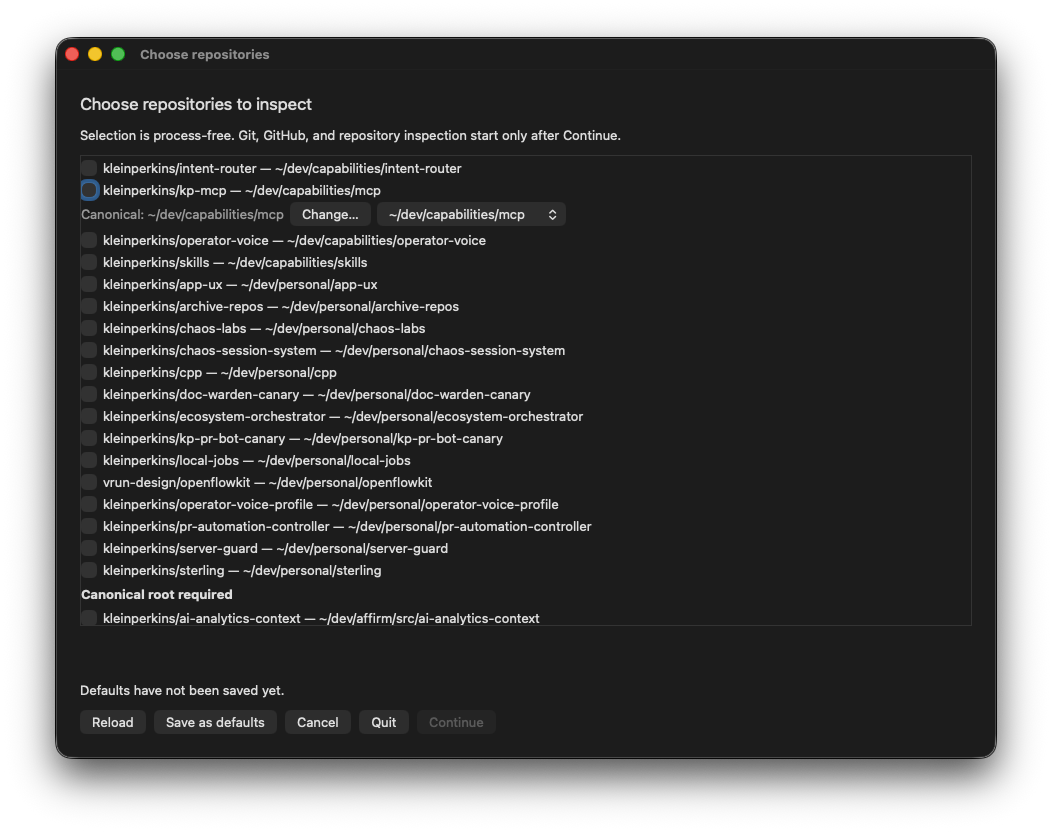 Choose repositories
Choose repositories to inspect
Selection is process-free. Git, GitHub, and repository inspection start only after Continue.
kleinperkins/intent-router — ~/dev/capabilities/intent-router
kleinperkins/kp-mcp — ~/dev/capabilities/mcp
Canonical: ~/dev/capabilities/mcp Change... ~/dev/capabilities/mcp
kleinperkins/operator-voice — ~/dev/capabilities/operator-voice
kleinperkins/skills — ~/dev/capabilities/skills
kleinperkins/app-ux — ~/dev/personal/app-ux
kleinperkins/archive-repos — ~/dev/personal/archive-repos
kleinperkins/chaos-labs — ~/dev/personal/chaos-labs
kleinperkins/chaos-session-system — ~/dev/personal/chaos-session-system
kleinperkins/cpp — ~/dev/personal/cpp
kleinperkins/doc-warden-canary — ~/dev/personal/doc-warden-canary
kleinperkins/ecosystem-orchestrator — ~/dev/personal/ecosystem-orchestrator
kleinperkins/kp-pr-bot-canary — ~/dev/personal/kp-pr-bot-canary
kleinperkins/local-jobs — ~/dev/personal/local-jobs
vrun-design/openflowkit — ~/dev/personal/openflowkit
kleinperkins/operator-voice-profile — ~/dev/personal/operator-voice-profile
kleinperkins/pr-automation-controller — ~/dev/personal/pr-automation-controller
kleinperkins/server-guard — ~/dev/personal/server-guard
kleinperkins/sterling — ~/dev/personal/sterling
Canonical root required
kleinperkins/ai-analytics-context — ~/dev/affirm/src/ai-analytics-context
Defaults have not been saved yet.
Reload Save as defaults Cancel Quit Continue